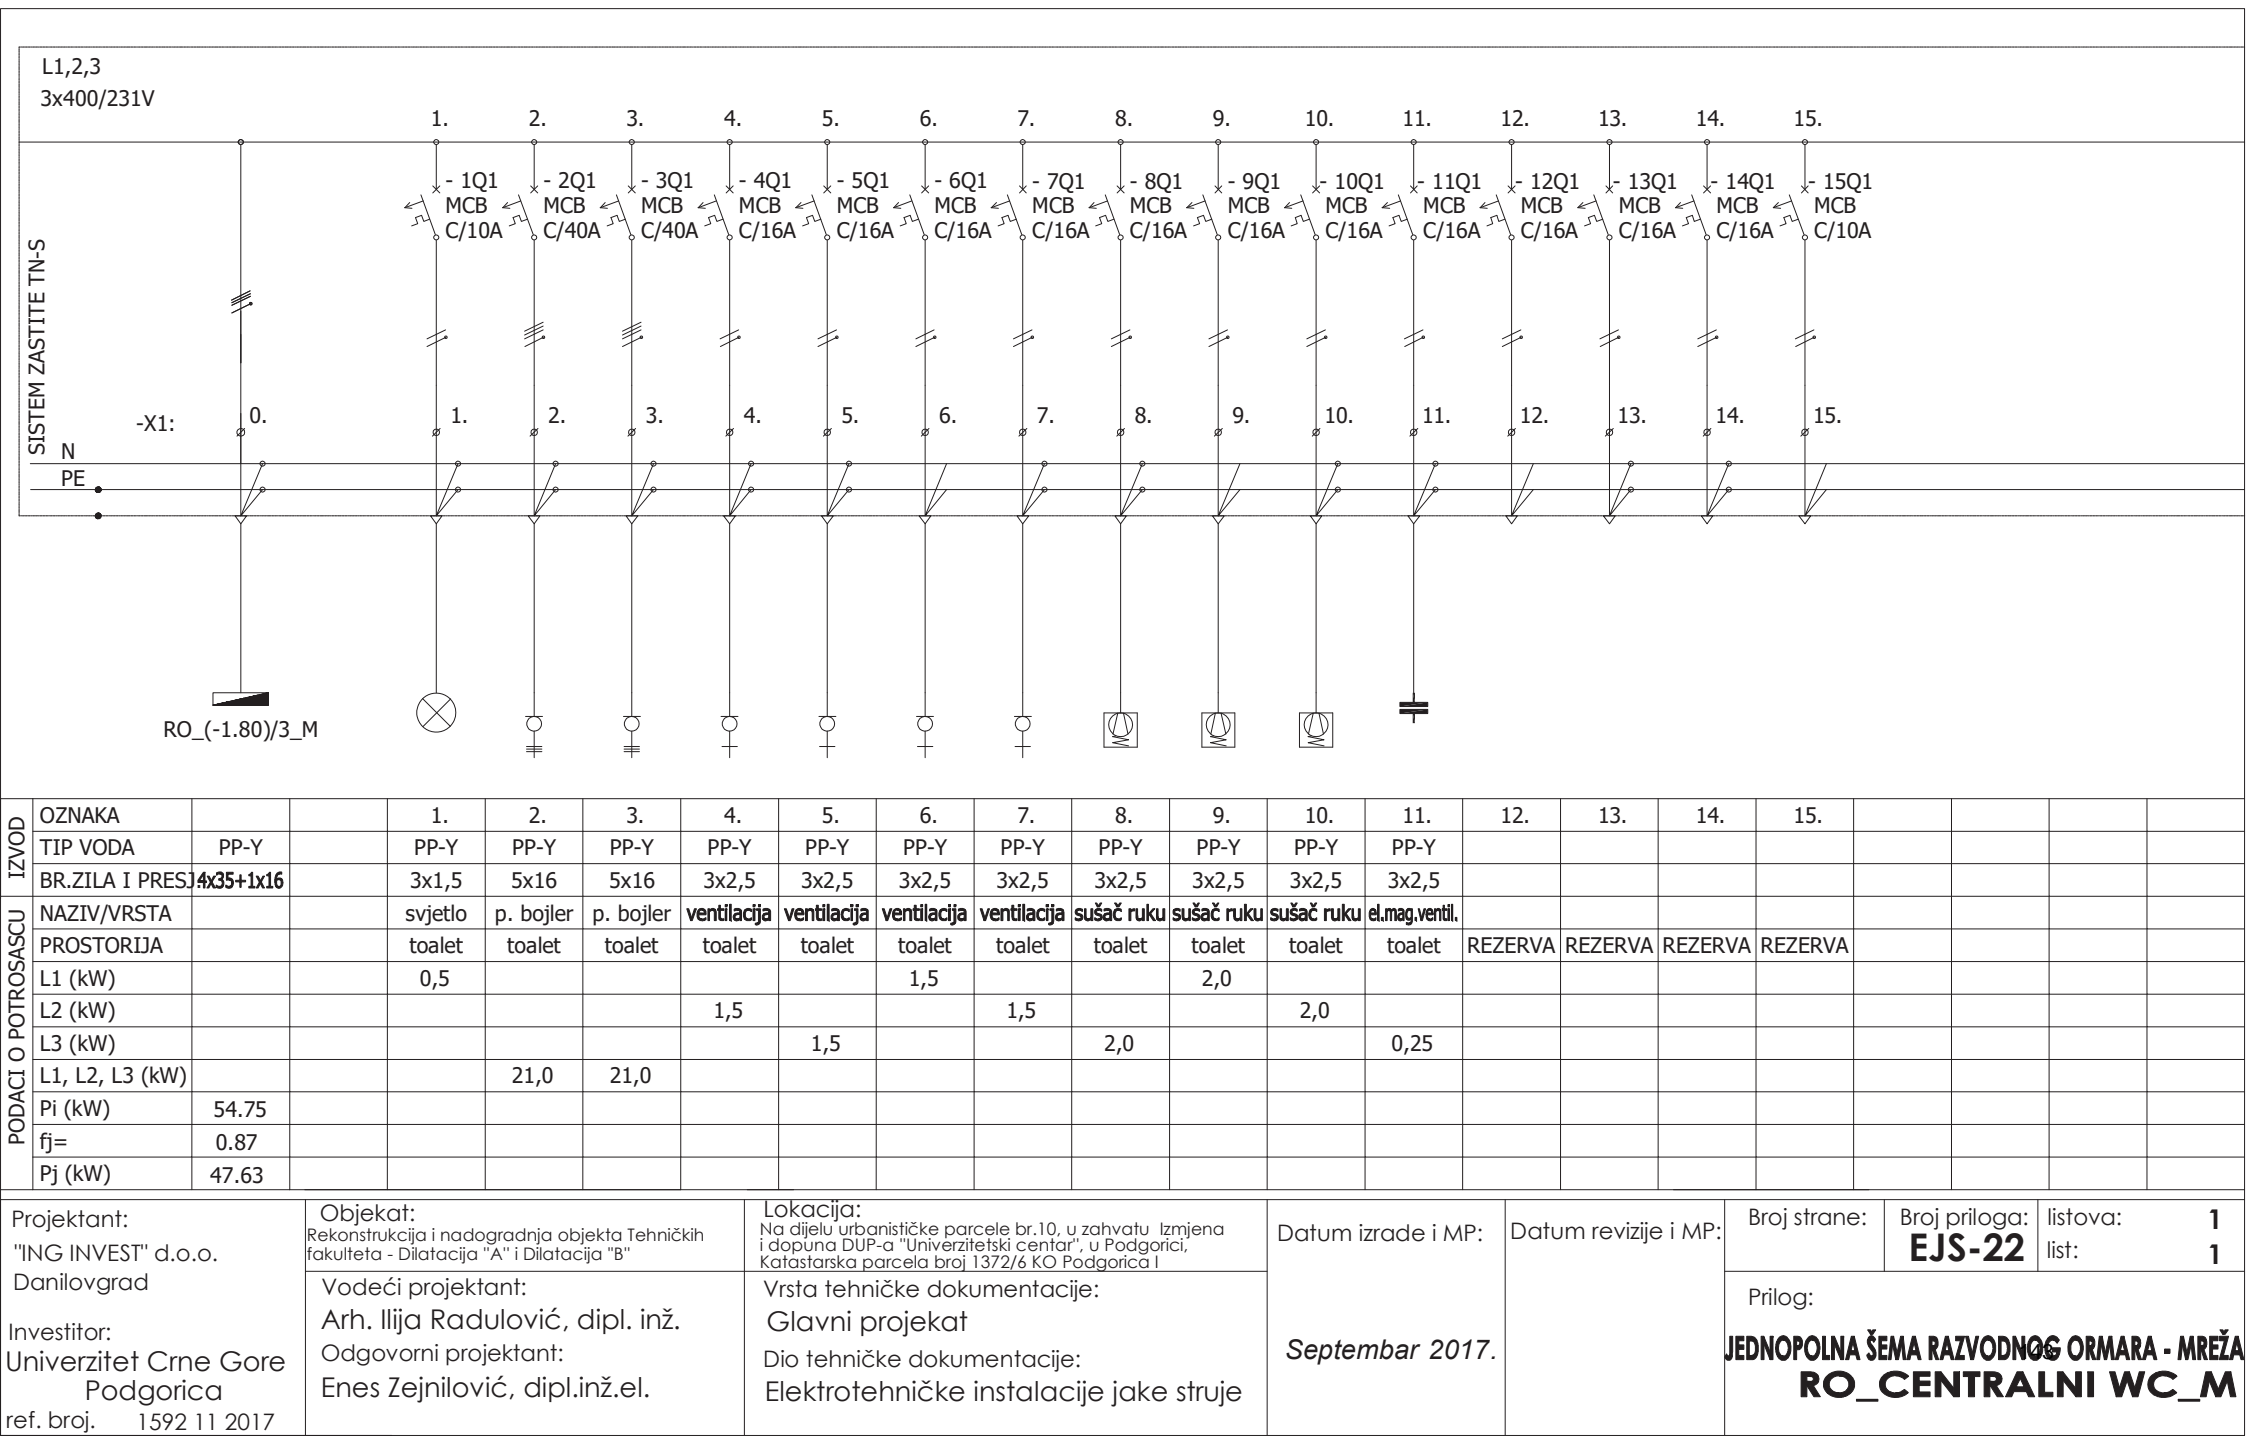 L1,2,3
3x400/231V
1. 2. 3. 4. 5. 6. 7. 8. 9. 10. 11. 12. 13. 14. 15.
- 1Q1 - 2Q1 - 3Q1 - 4Q1 - 5Q1 - 6Q1 - 7Q1 - 8Q1 - 9Q1 - 10Q1 - 11Q1 - 12Q1 - 13Q1 - 14Q1 - 15Q1
MCB MCB MCB MCB MCB MCB MCB MCB MCB MCB MCB MCB MCB MCB MCB
C/10A C/40A C/40A C/16A C/16A C/16A C/16A C/16A C/16A C/16A C/16A C/16A C/16A C/16A C/10A
SISTEM ZASTITE TN-S
-X1: 0. 1. 2. 3. 4. 5. 6. 7. 8. 9. 10. 11. 12. 13. 14. 15.
N
PE
RO_(-1.80)/3_M
IZVOD
OZNAKA 1. 2. 3. 4. 5. 6. 7. 8. 9. 10. 11. 12. 13. 14. 15.
TIP VODA PP-Y PP-Y PP-Y PP-Y PP-Y PP-Y PP-Y PP-Y PP-Y PP-Y PP-Y PP-Y
BR.ZILA I PRESJ. 4x35+1x16 3x1,5 5x16 5x16 3x2,5 3x2,5 3x2,5 3x2,5 3x2,5 3x2,5 3x2,5 3x2,5
PODACI O POTROSASCU
NAZIV/VRSTA svjetlo p. bojler p. bojler ventilacija ventilacija ventilacija ventilacija sušač ruku sušač ruku sušač ruku el.mag.ventil.
PROSTORIJA toalet toalet toalet toalet toalet toalet toalet toalet toalet toalet toalet REZERVA REZERVA REZERVA REZERVA
L1 (kW) 0,5 1,5 2,0
L2 (kW) 1,5 1,5 2,0
L3 (kW) 1,5 2,0 0,25
L1, L2, L3 (kW) 21,0 21,0
Pi (kW) 54.75
fj= 0.87
Pj (kW) 47.63
Projektant:
"ING INVEST" d.o.o.
Danilovgrad
Investitor:
Univerzitet Crne Gore
Podgorica
ref. broj. 1592 11 2017
Objekat:
Rekonstrukcija i nadogradnja objekta Tehničkih
fakulteta - Dilatacija "A" i Dilatacija "B"
Vodeći projektant:
Arh. Ilija Radulović, dipl. inž.
Odgovorni projektant:
Enes Zejnilović, dipl.inž.el.
Lokacija:
Na dijelu urbanističke parcele br.10, u zahvatu Izmjena
i dopuna DUP-a "Univerzitetski centar", u Podgorici,
Katastarska parcela broj 1372/6 KO Podgorica I
Vrsta tehničke dokumentacije:
Glavni projekat
Dio tehničke dokumentacije:
Elektrotehničke instalacije jake struje
Datum izrade i MP:
Septembar 2017.
Datum revizije i MP:
Broj strane:
Broj priloga:
EJS-22
listova: 1
list: 1
Prilog:
JEDNOPOLNA ŠEMA RAZVODNOG ORMARA - MREŽA
143
RO_CENTRALNI WC_M